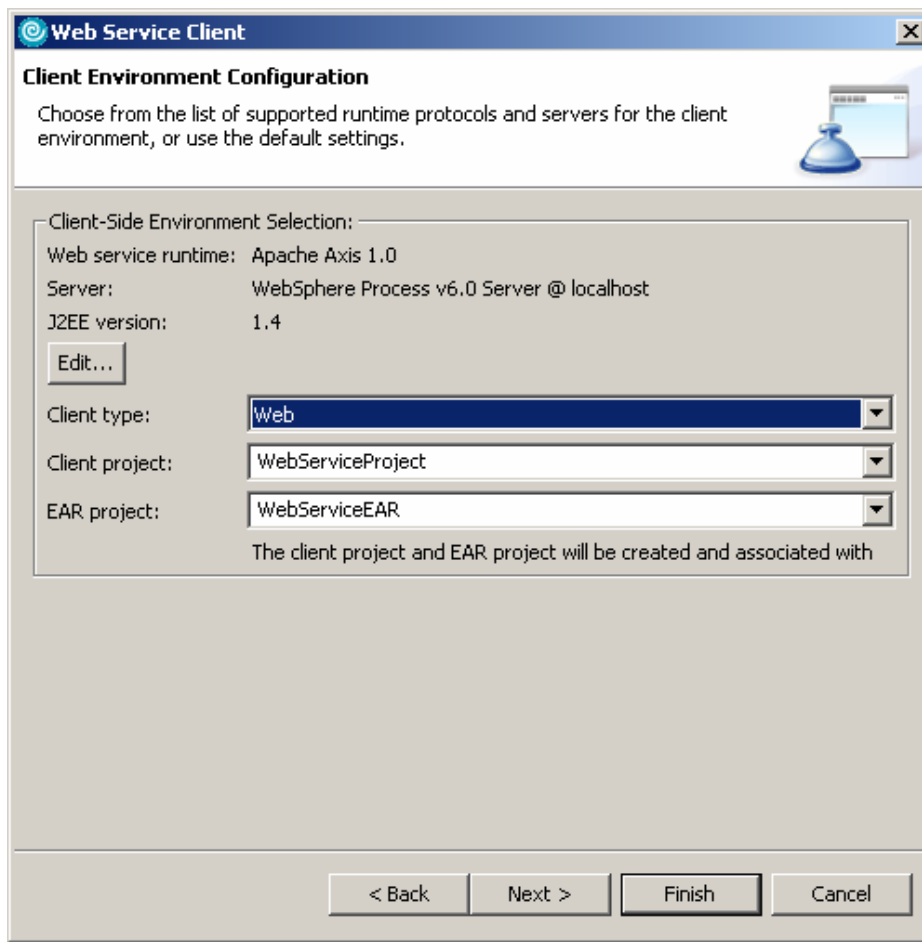 Web Service Client
Client Environment Configuration
Choose from the list of supported runtime protocols and servers for the client
environment, or use the default settings.
Client-Side Environment Selection:
Web service runtime: Apache Axis 1.0
Server: WebSphere Process v6.0 Server @ localhost
J2EE version: 1.4
Edit...
Client type: Web
Client project: WebServiceProject
EAR project: WebServiceEAR
The client project and EAR project will be created and associated with
< Back Next > Finish Cancel